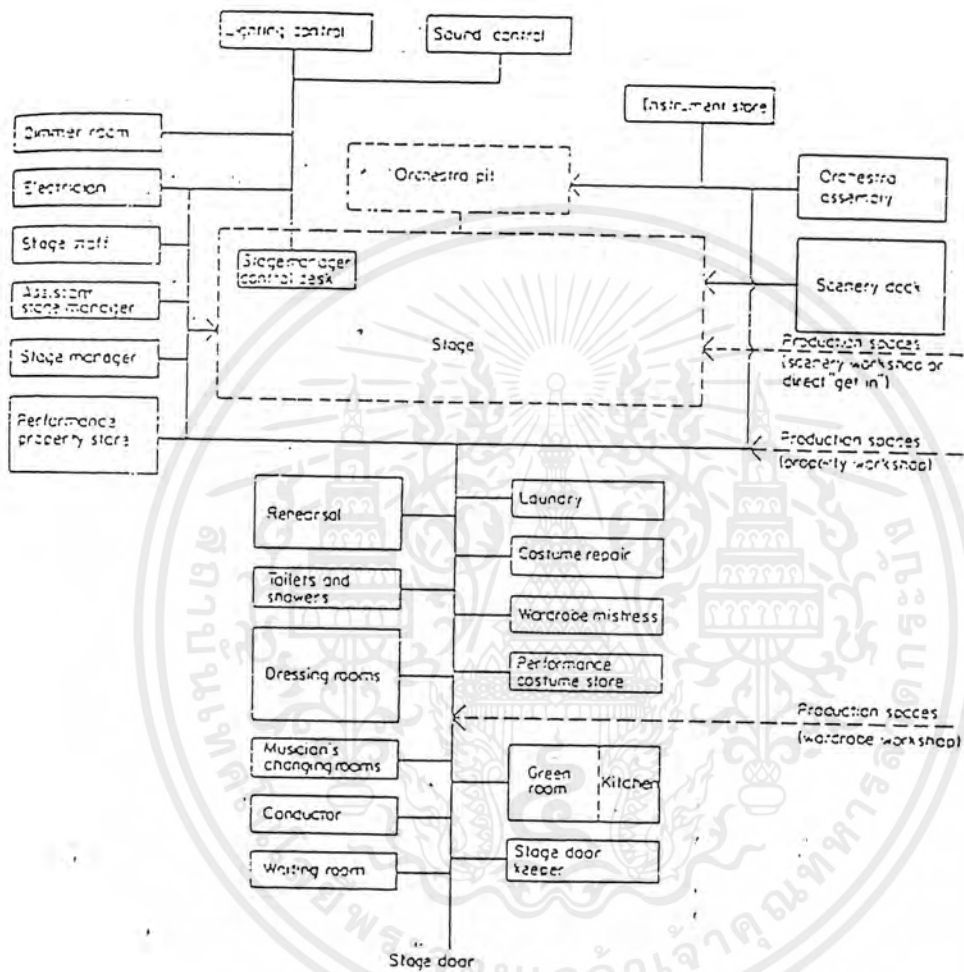 Lighting control
Sound control
Instrument store
Dimmer room
Electrician
Orchestra pit
Orchestra
assembly
Stage staff
Stage manager
control desk
Assistant
stage manager
Scenery dock
Stage
Stage manager
Production spaces
(scenery workshop or
direct "get in")
Performance
property store
Production spaces
(property workshop)
Rehearsal
Laundry
Costume repair
Toilets and
showers
Wardrobe mistress
Dressing rooms
Performance
costume store
Production spaces
(wardrobe workshop)
Musician's
changing rooms
Green
room
Kitchen
Conductor
Waiting room
Stage door
keeper
Stage door